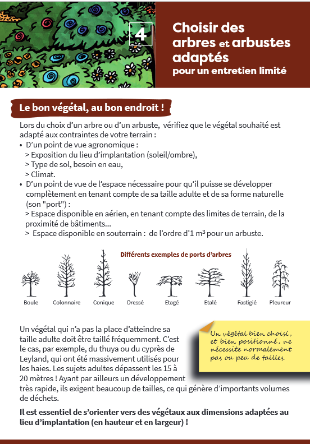 4
Choisir des
arbres et arbustes
adaptés
pour un entretien limité
Le bon végétal, au bon endroit !
Lors du choix d'un arbre ou d'un arbuste, vérifiez que le végétal souhaité est
adapté aux contraintes de votre terrain :
• D'un point de vue agronomique :
> Exposition du lieu d'implantation (soleil/ombre),
> Type de sol, besoin en eau,
> Climat.
• D'un point de vue de l'espace nécessaire pour qu'il puisse se développer
complètement en tenant compte de sa taille adulte et de sa forme naturelle
(son "port") :
> Espace disponible en aérien, en tenant compte des limites de terrain, de la
proximité de bâtiments...
> Espace disponible en souterrain : de l'ordre d'1 m³ pour un arbuste.
Différents exemples de ports d'arbres
Boule Colonnaire Conique Dressé Etagé Etalé Fastigié Pleureur
Un végétal qui n'a pas la place d'atteindre sa
taille adulte doit être taillé fréquemment. C'est
le cas, par exemple, du thuya ou du cyprès de
Leyland, qui ont été massivement utilisés pour
les haies. Les sujets adultes dépassent les 15 à
20 mètres ! Ayant par ailleurs un développement
très rapide, ils exigent beaucoup de tailles, ce qui génère d'importants volumes
de déchets.
Un végétal bien choisi,
et bien positionné, ne
nécessite normalement
pas ou peu de tailles.
Il est essentiel de s'orienter vers des végétaux aux dimensions adaptées au
lieu d'implantation (en hauteur et en largeur) !